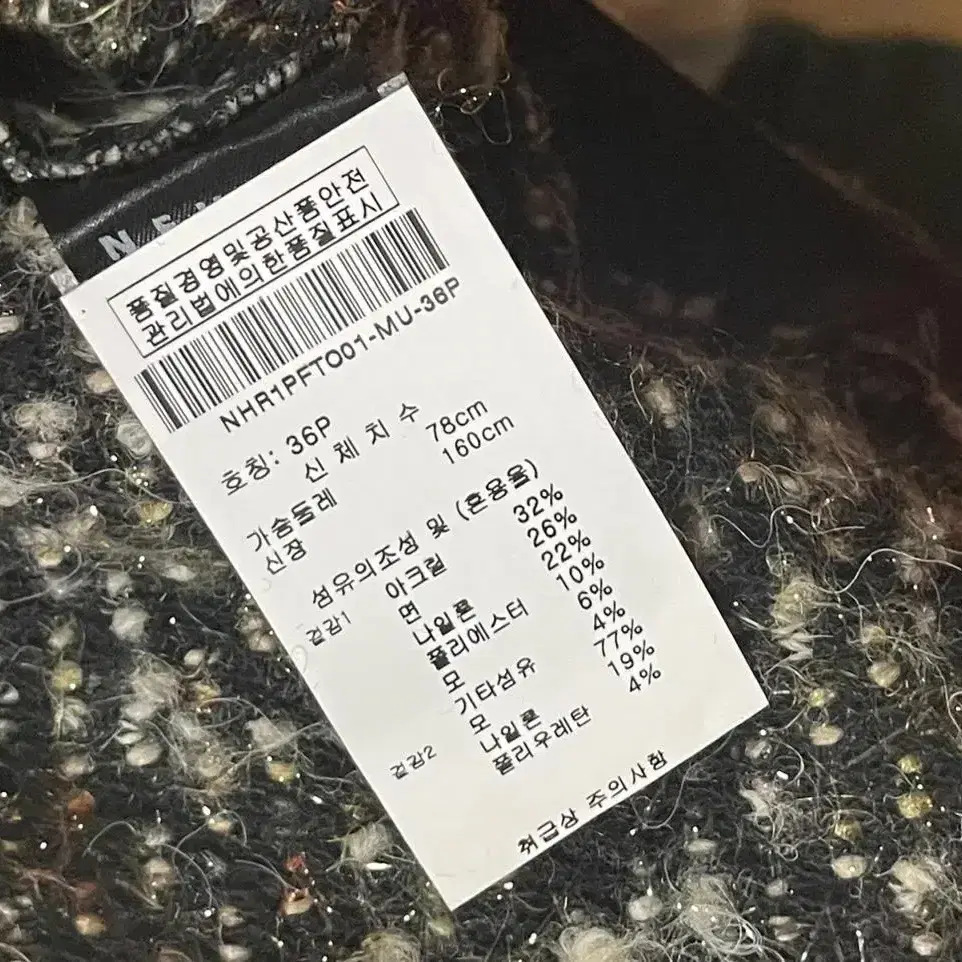 품질경영및공산품안전
관리법에의한품질표시
NHR1PFTO01-MU-36P
호칭: 36P
신 체 치 수
가슴둘레 78cm
신장 160cm
섬유의조성 및 (혼용율)
겉감1 아크릴 32%
면 26%
나일론 22%
폴리에스터 10%
모 6%
기타섬유 4%
겉감2 모 77%
나일론 19%
폴리우레탄 4%
취급상 주의사항